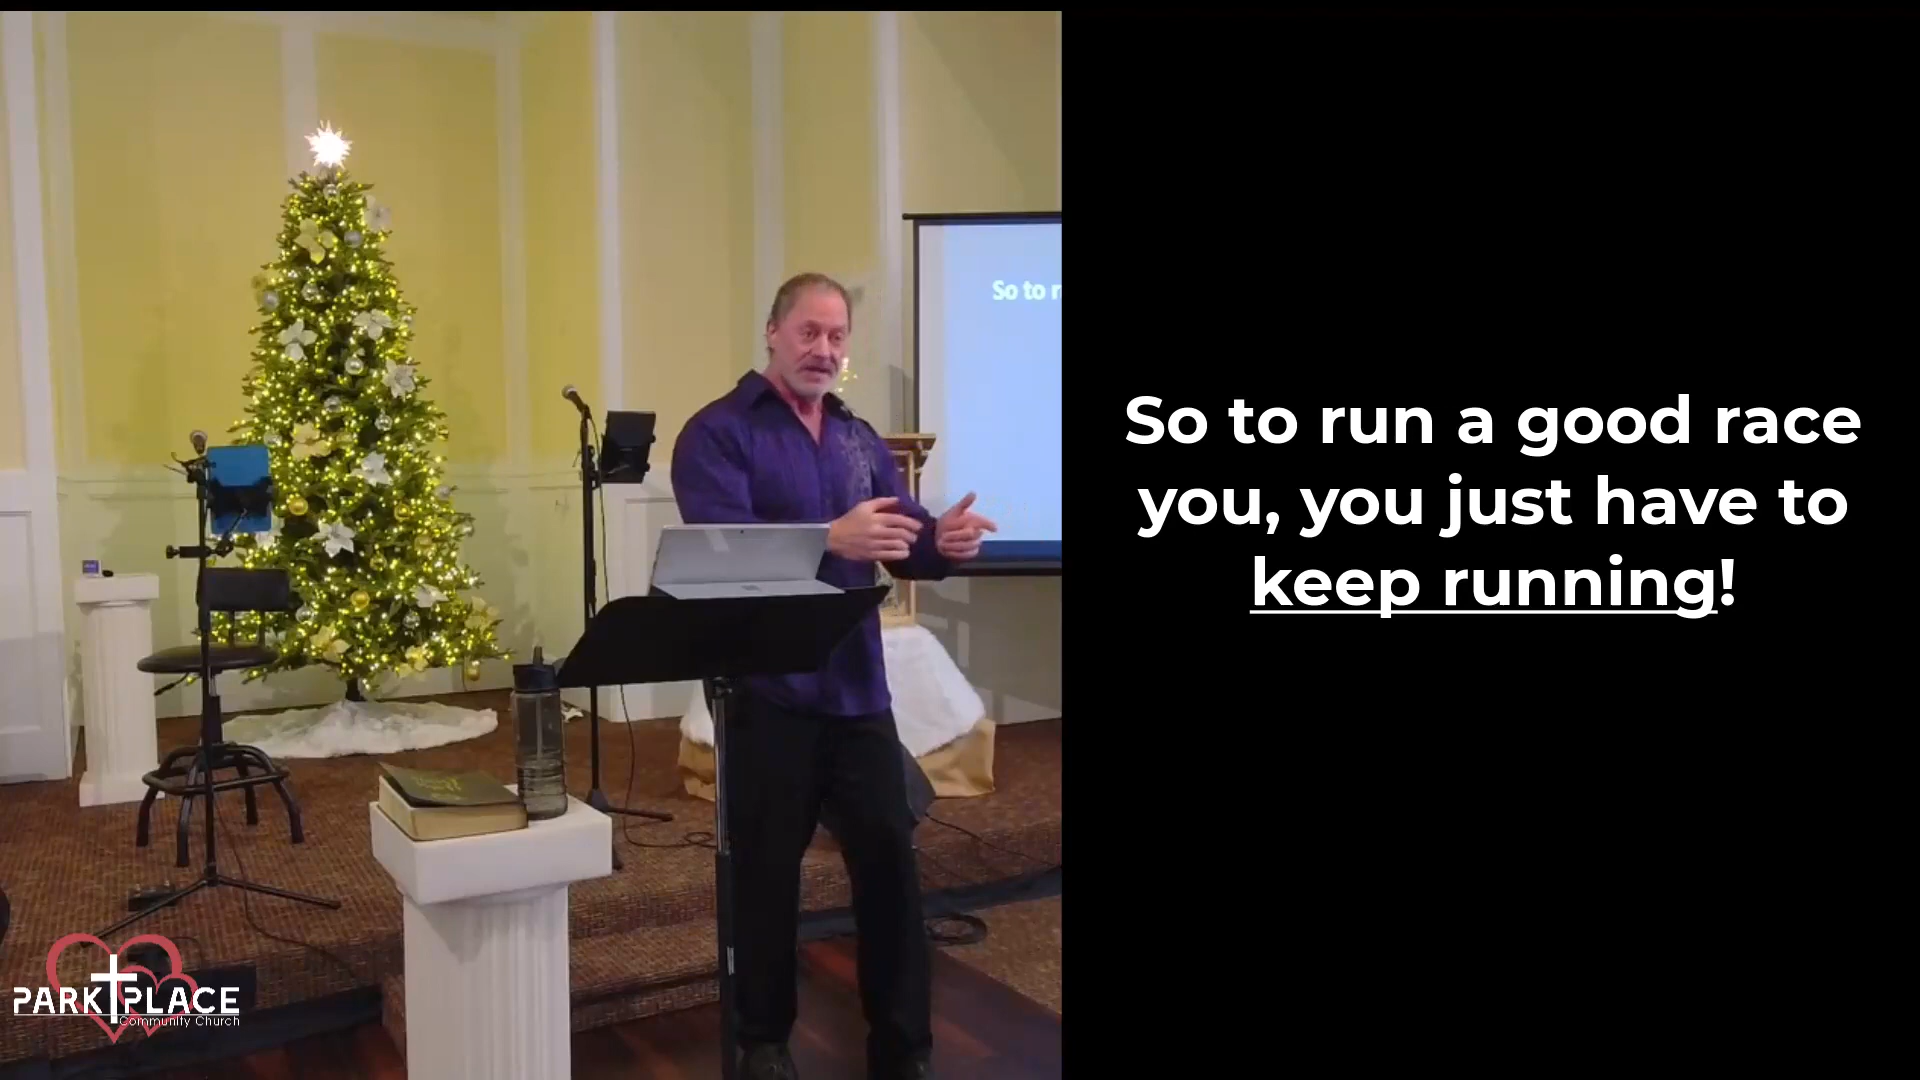 So to r
So to run a good race
you, you just have to
keep running!
PARK PLACE
Community Church